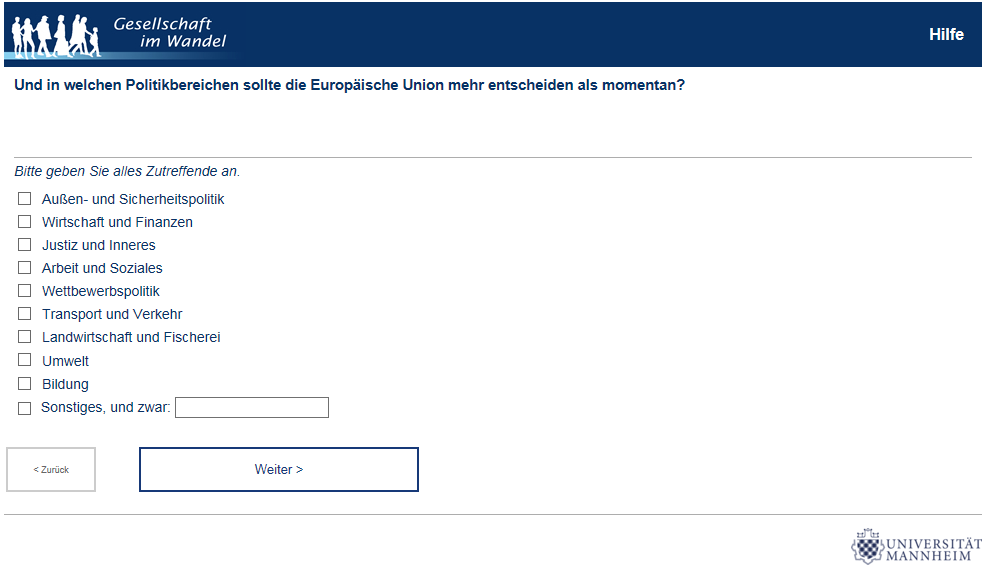 Gesellschaft
im Wandel
Hilfe
Und in welchen Politikbereichen sollte die Europäische Union mehr entscheiden als momentan?
Bitte geben Sie alles Zutreffende an.
Außen- und Sicherheitspolitik
Wirtschaft und Finanzen
Justiz und Inneres
Arbeit und Soziales
Wettbewerbspolitik
Transport und Verkehr
Landwirtschaft und Fischerei
Umwelt
Bildung
Sonstiges, und zwar:
< Zurück
Weiter >
UNIVERSITÄT
MANNHEIM